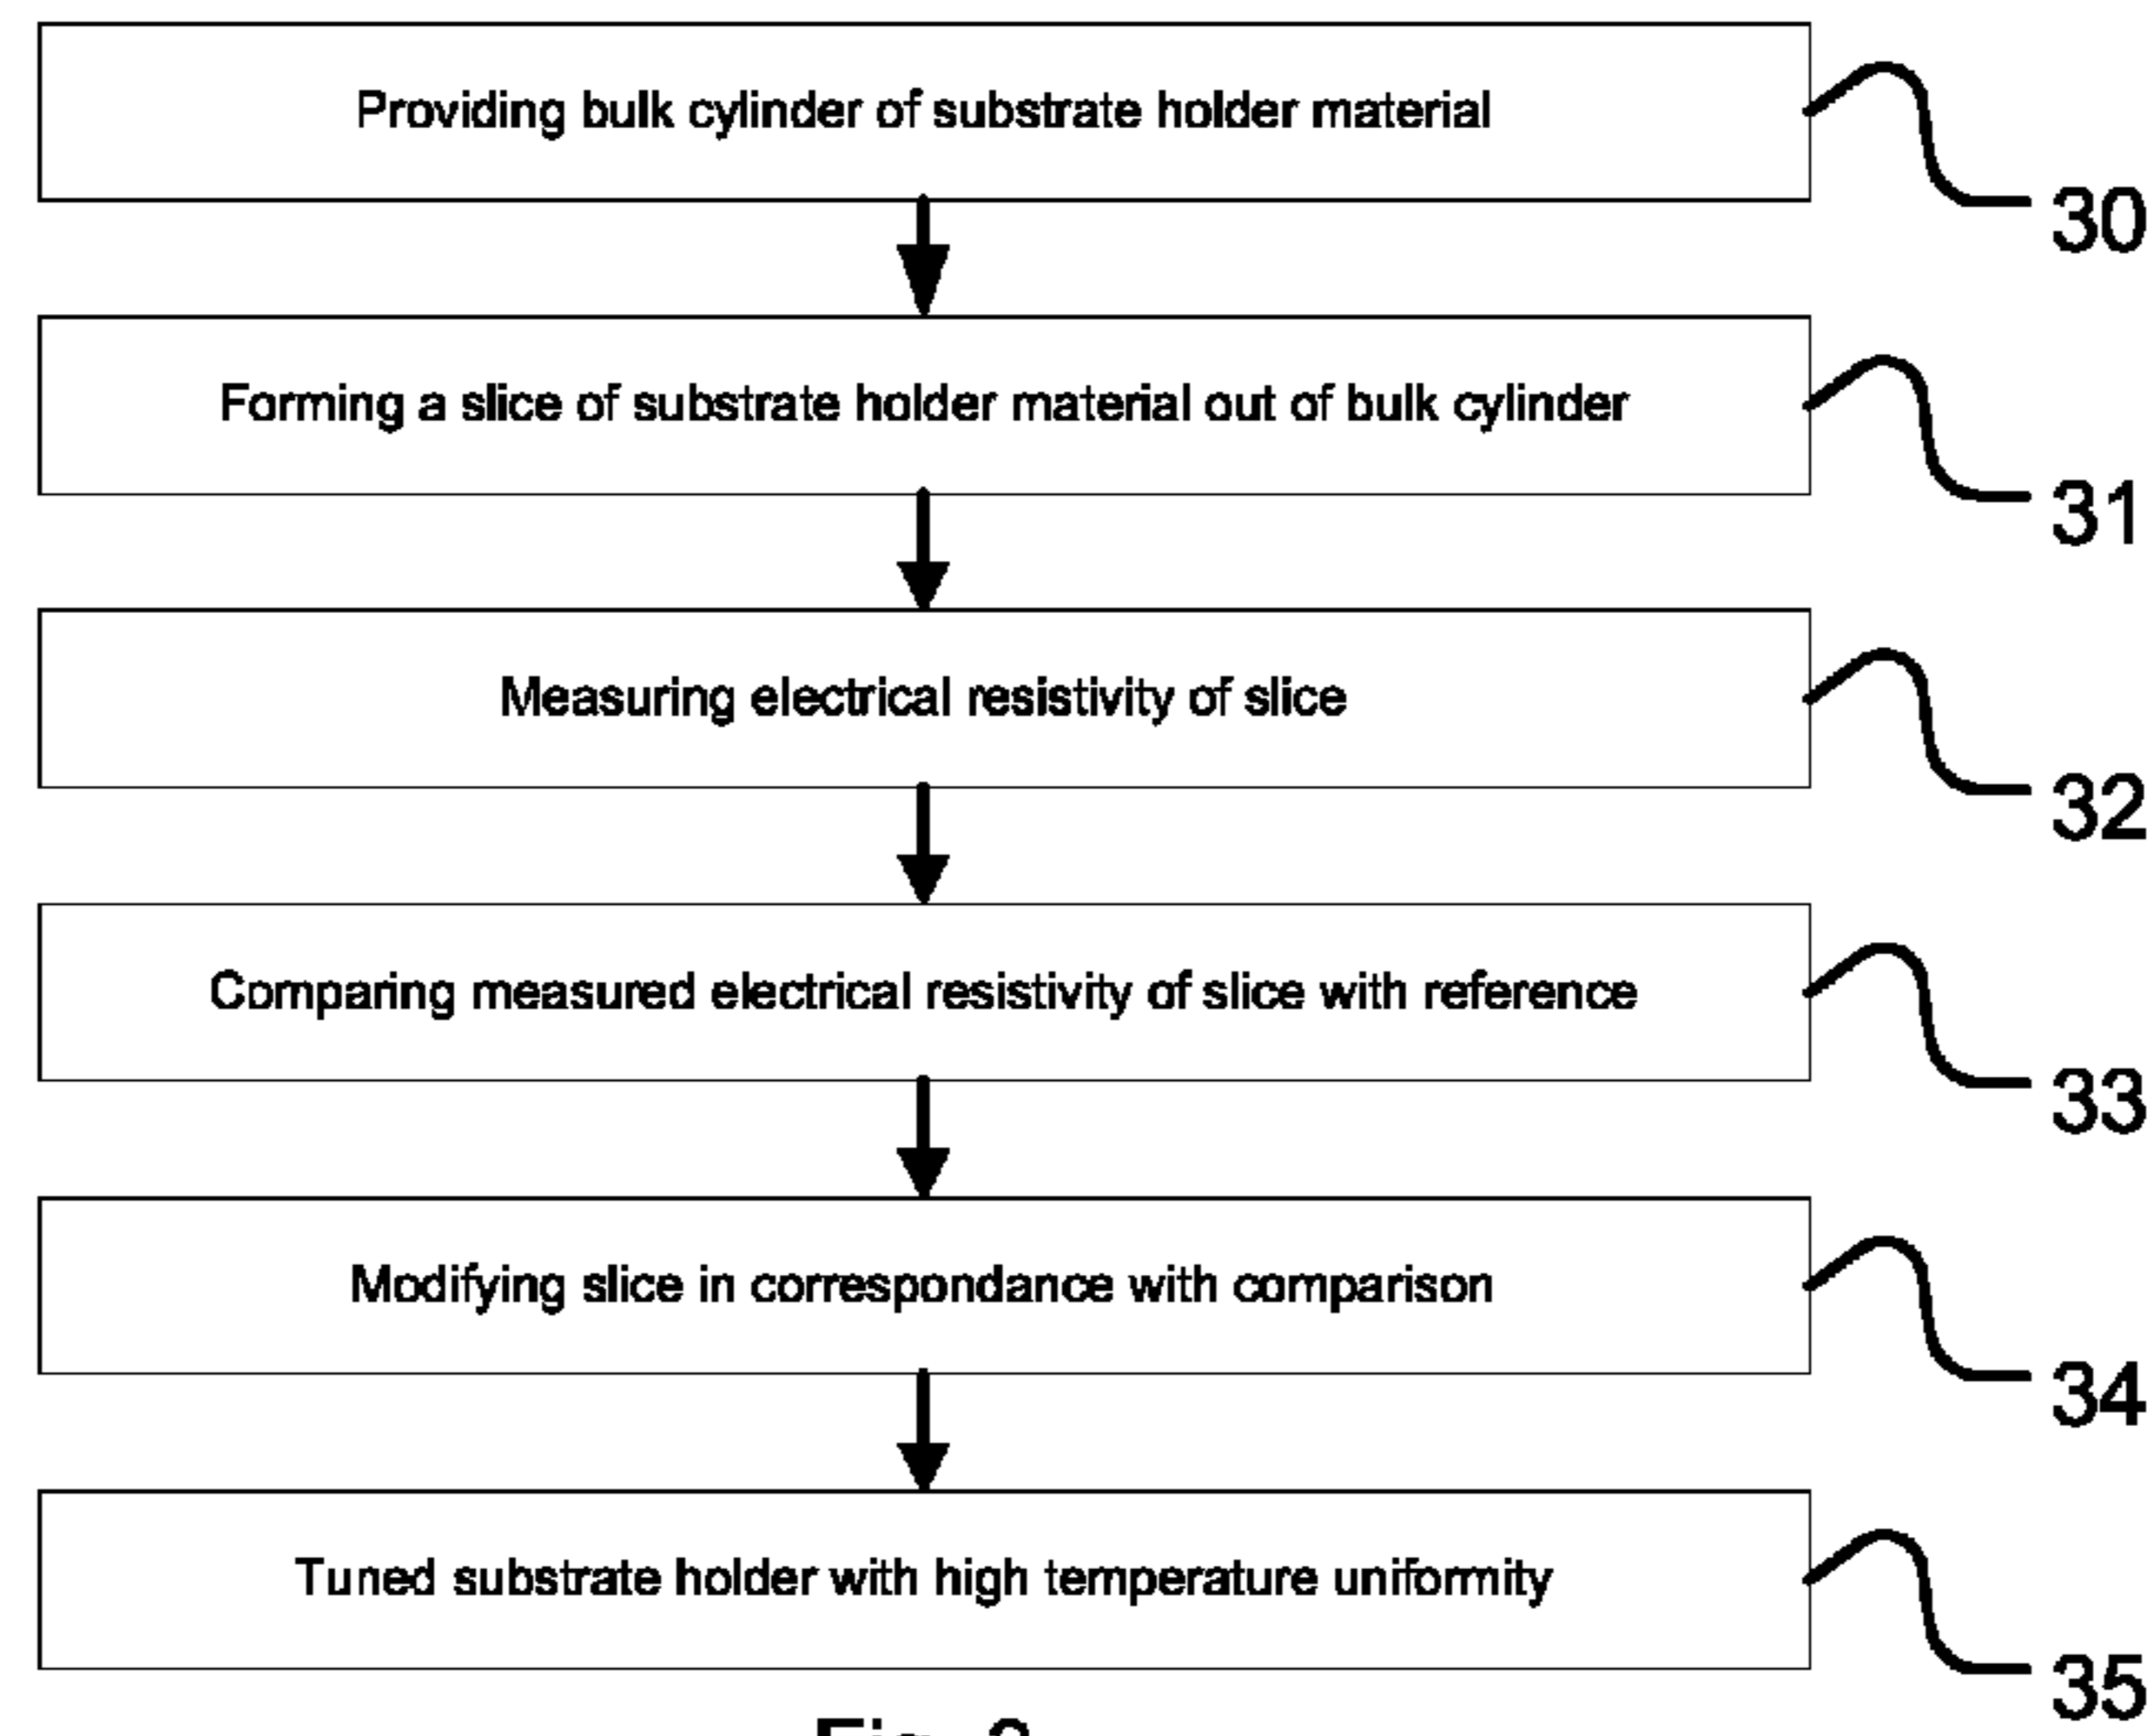 Providing bulk cylinder of substrate holder material
30
Forming a slice of substrate holder material out of bulk cylinder
31
Measuring electrical resistivity of slice
32
Comparing measured electrical resistivity of slice with reference
33
Modifying slice in correspondance with comparison
34
Tuned substrate holder with high temperature uniformity
35